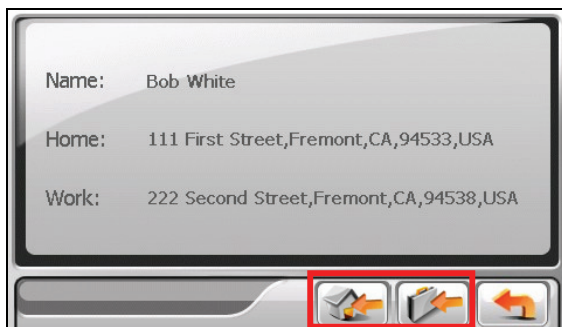 Name: Bob White
Home: 111 First Street,Fremont,CA,94533,USA
Work: 222 Second Street,Fremont,CA,94538,USA